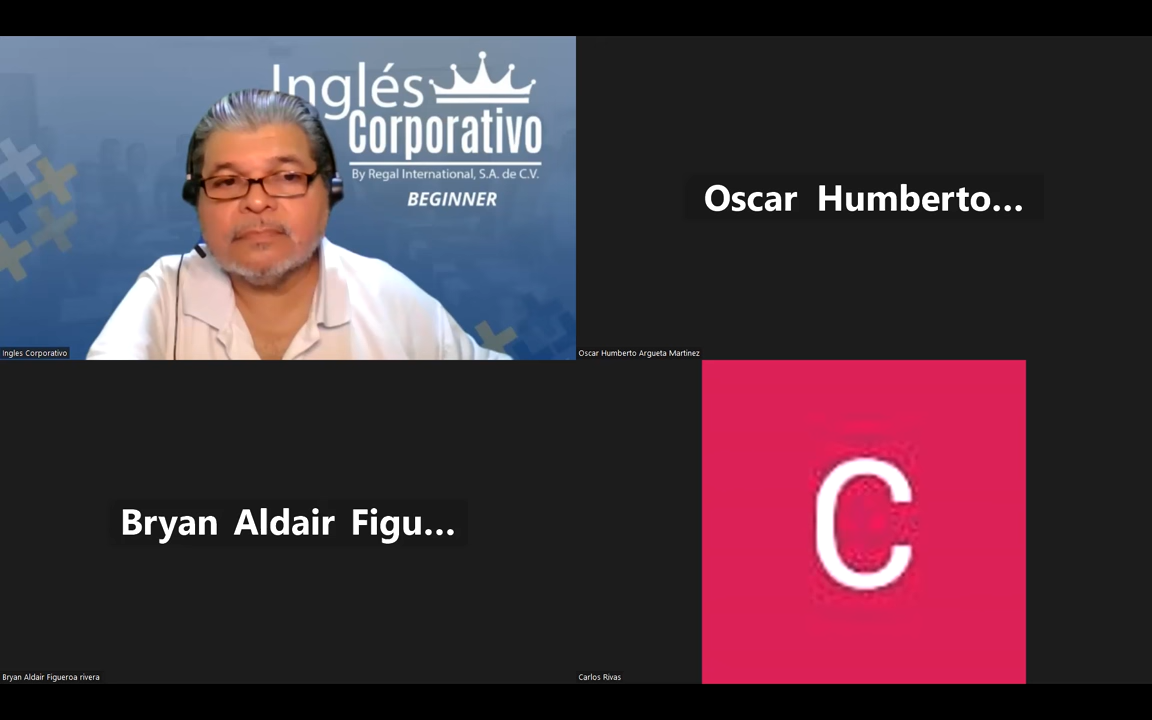 Inglés
Corporativo
By Regal International, S.A. de C.V.
BEGINNER
Ingles Corporativo
Oscar Humberto...
Oscar Humberto Argueta Martinez
Bryan Aldair Figu...
Bryan Aldair Figueroa rivera
C
Carlos Rivas